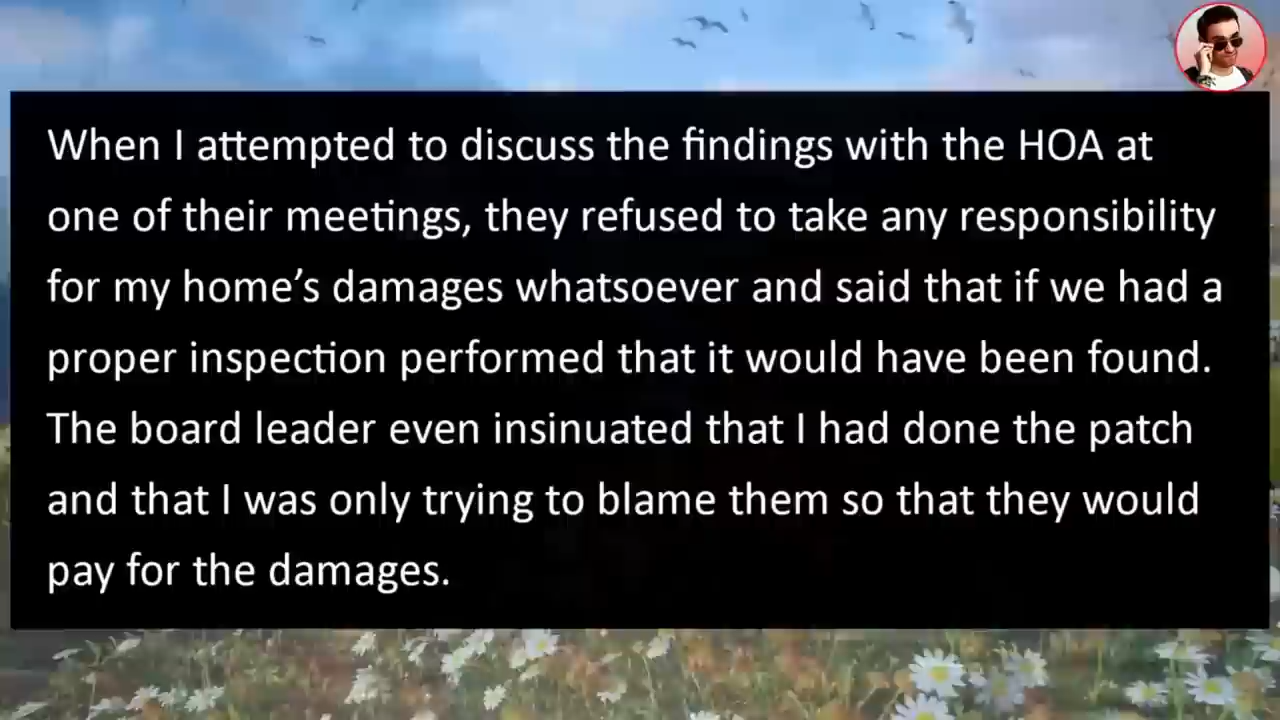 When I attempted to discuss the findings with the HOA at
one of their meetings, they refused to take any responsibility
for my home’s damages whatsoever and said that if we had a
proper inspection performed that it would have been found.
The board leader even insinuated that I had done the patch
and that I was only trying to blame them so that they would
pay for the damages.